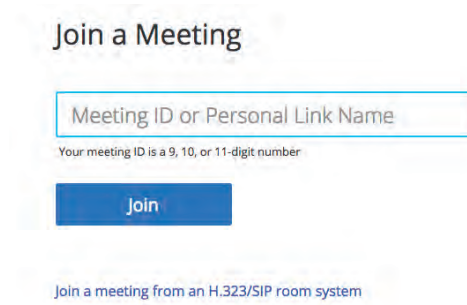 Join a Meeting
Meeting ID or Personal Link Name
Your meeting ID is a 9, 10, or 11-digit number
Join
Join a meeting from an H.323/SIP room system